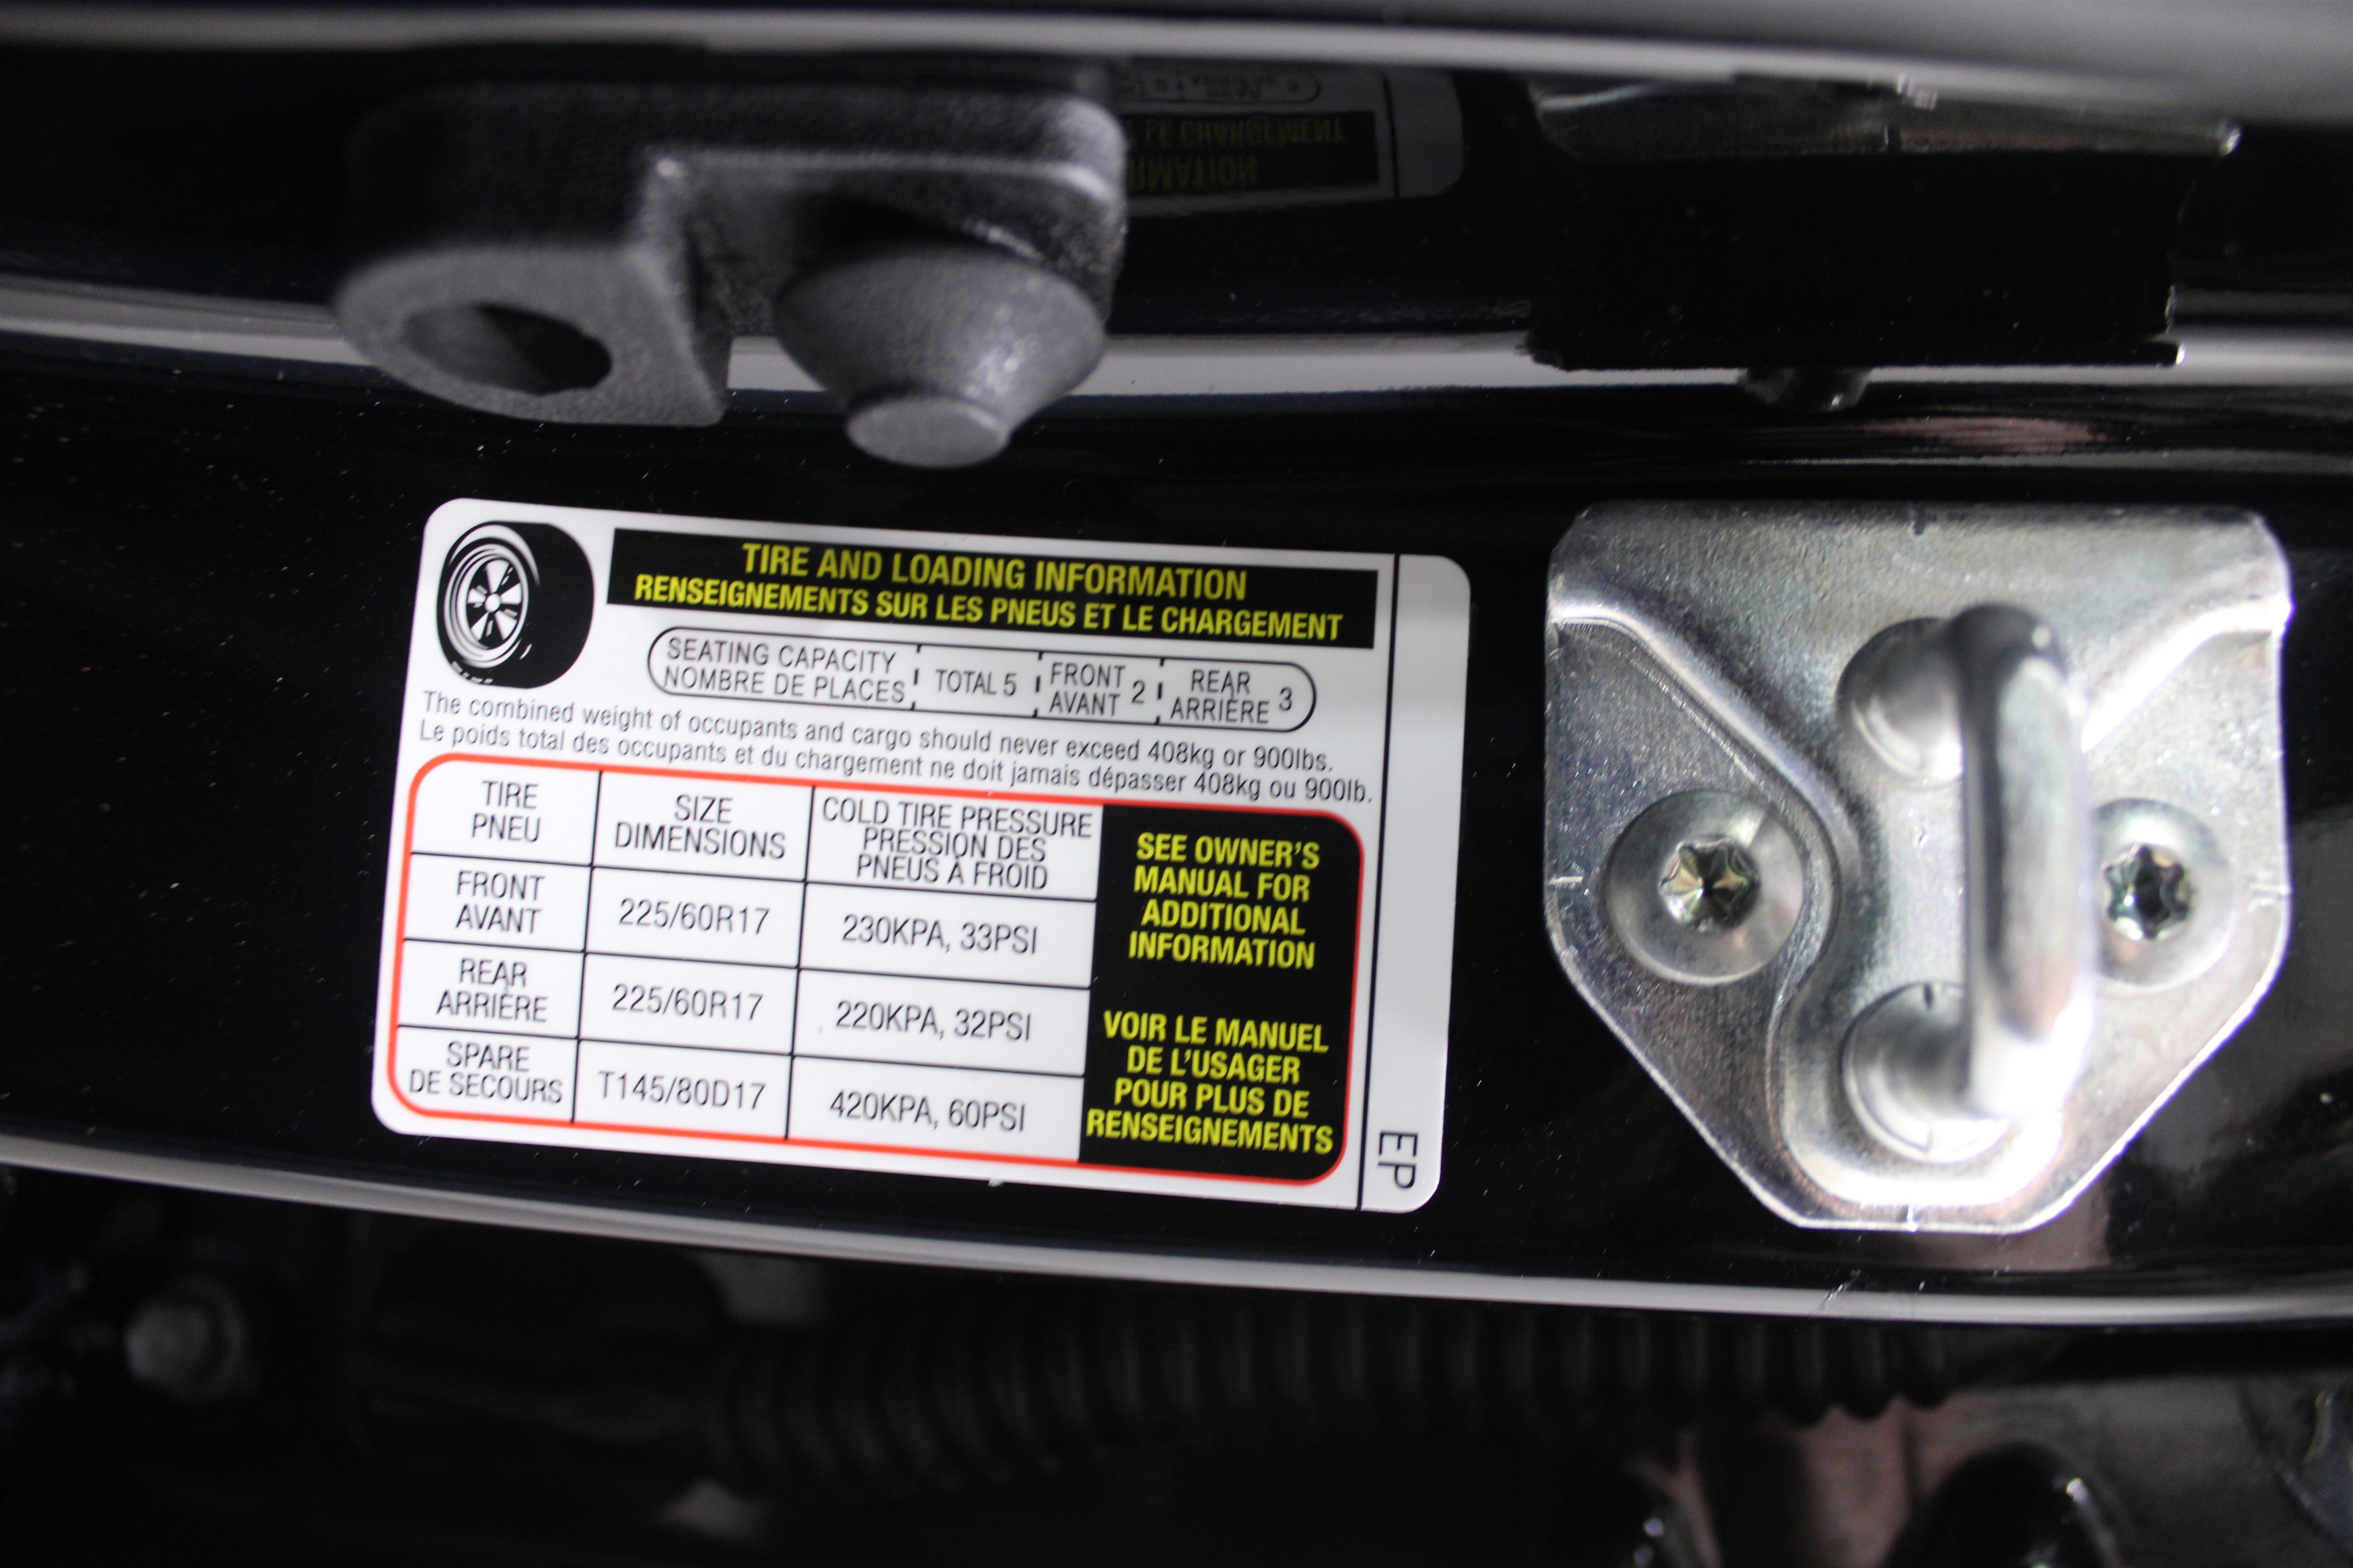 TIRE AND LOADING INFORMATION
RENSEIGNEMENTS SUR LES PNEUS ET LE CHARGEMENT
SEATING CAPACITY
NOMBRE DE PLACES
TOTAL 5
FRONT
AVANT 2
REAR
ARRIÈRE 3
The combined weight of occupants and cargo should never exceed 408kg or 900lbs.
Le poids total des occupants et du chargement ne doit jamais dépasser 408kg ou 900lb.
TIRE
PNEU
SIZE
DIMENSIONS
COLD TIRE PRESSURE
PRESSION DES
PNEUS À FROID
FRONT
AVANT
225/60R17
230KPA, 33PSI
REAR
ARRIÈRE
225/60R17
220KPA, 32PSI
SPARE
DE SECOURS
T145/80D17
420KPA, 60PSI
SEE OWNER'S
MANUAL FOR
ADDITIONAL
INFORMATION
VOIR LE MANUEL
DE L'USAGER
POUR PLUS DE
RENSEIGNEMENTS
EP